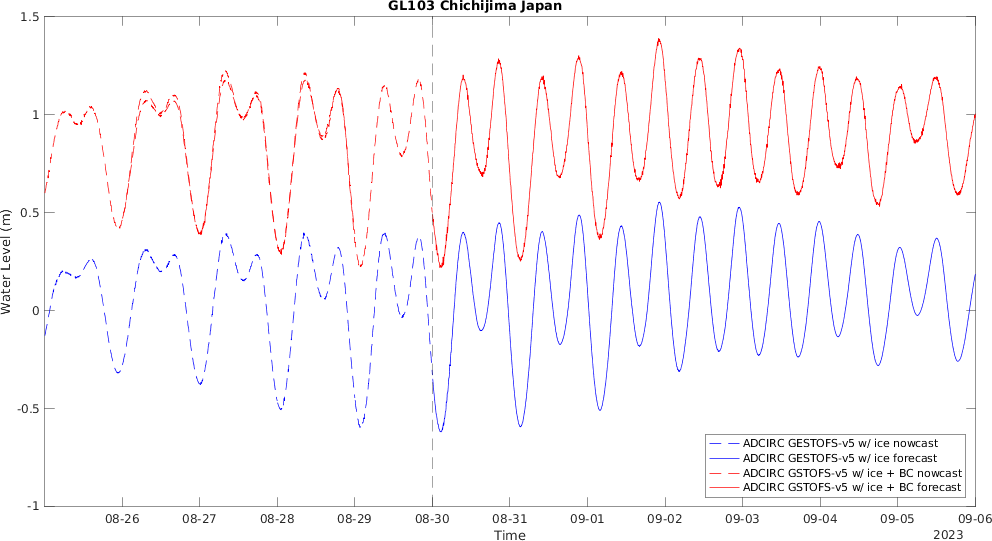 GL103 Chichijima Japan
1.5
1
0.5
0
-0.5
-1
Water Level (m)
ADCIRC GESTOFS-v5 w/ ice nowcast
ADCIRC GESTOFS-v5 w/ ice forecast
ADCIRC GSTOFS-v5 w/ ice + BC nowcast
ADCIRC GSTOFS-v5 w/ ice + BC forecast
08-26 08-27 08-28 08-29 08-30 08-31 09-01 09-02 09-03 09-04 09-05 09-06
Time
2023